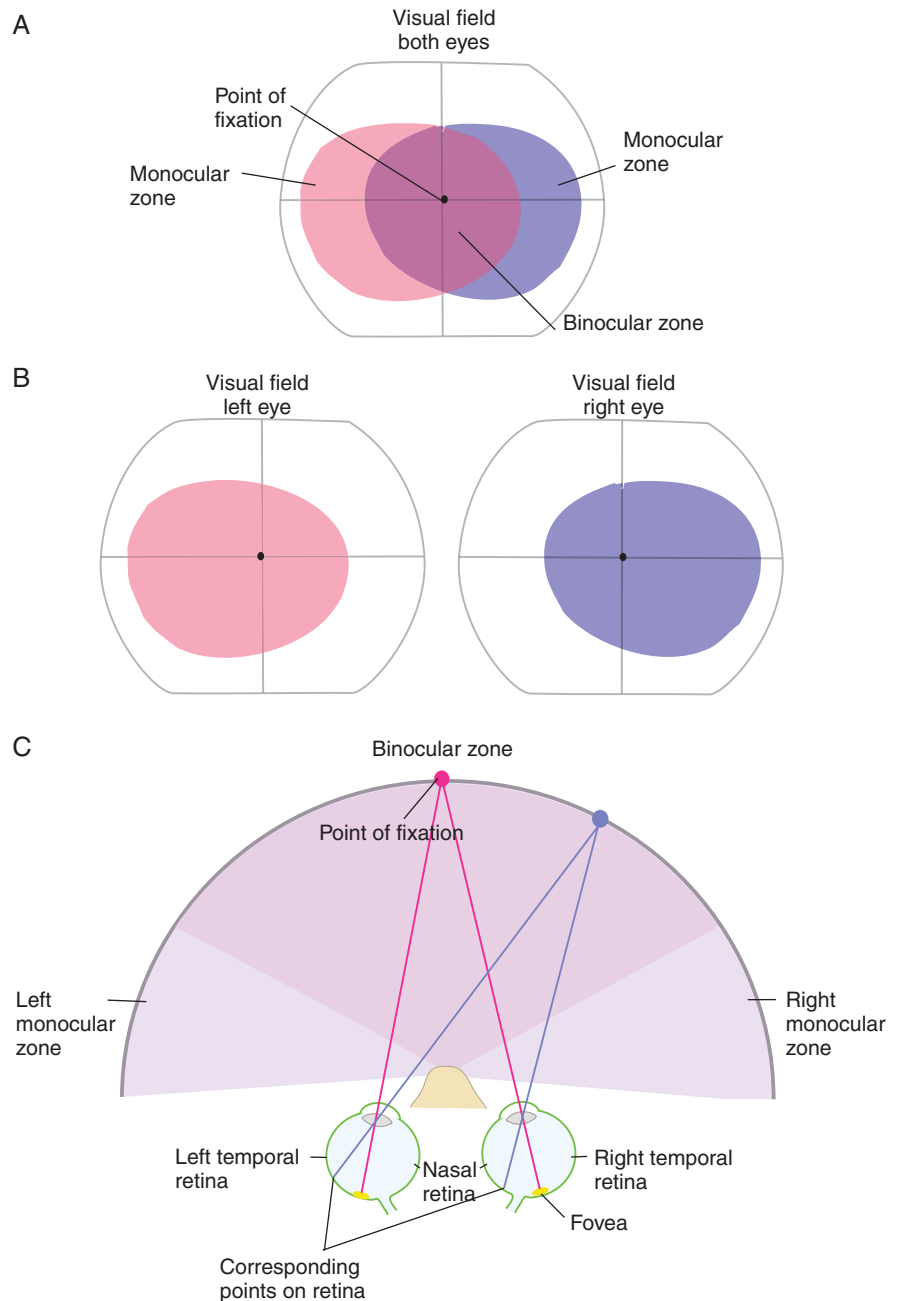 A
Visual field
both eyes
Point of
fixation
Monocular
zone
Monocular
zone
Binocular zone
B
Visual field
left eye
Visual field
right eye
C
Binocular zone
Point of fixation
Left
monocular
zone
Right
monocular
zone
Left temporal
retina
Nasal
retina
Right temporal
retina
Fovea
Corresponding
points on retina